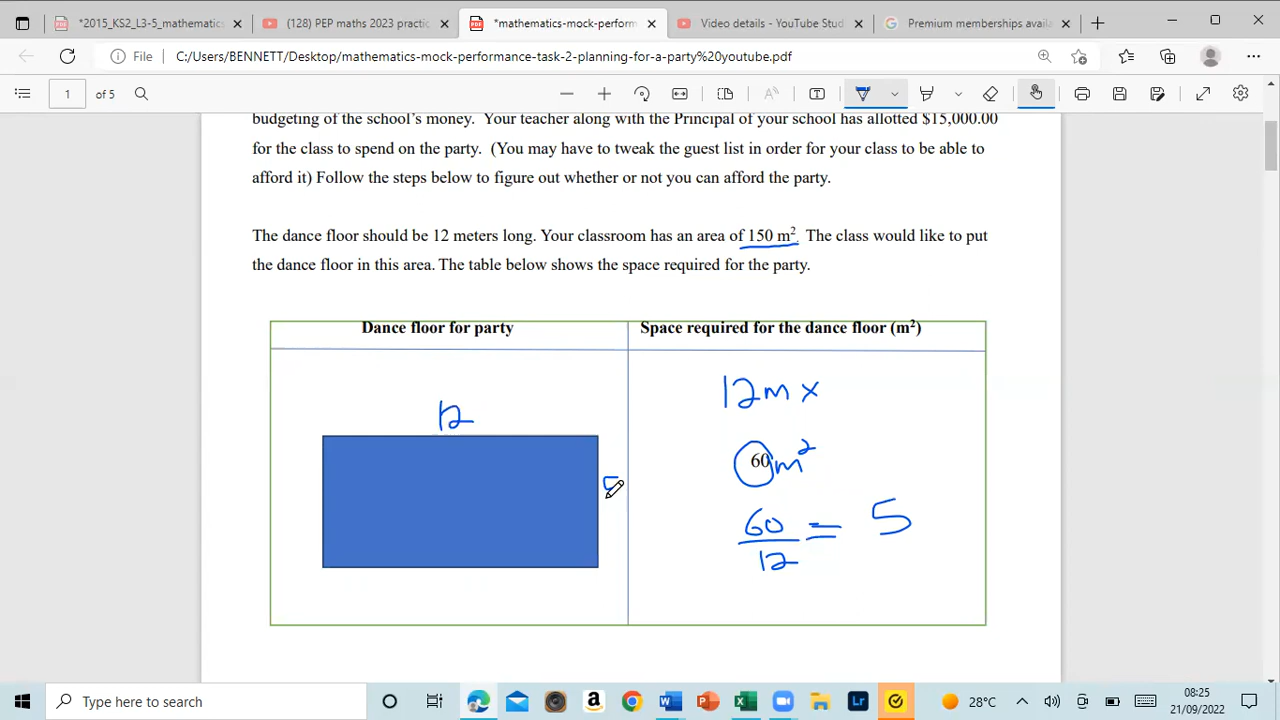 *2015_KS2_L3-5_mathematics
(128) PEP maths 2023 practic
*mathematics-mock-perform
Video details - YouTube Stud
Premium memberships availa
File
C:/Users/BENNETT/Desktop/mathematics-mock-performance-task-2-planning-for-a-party%20youtube.pdf
1 of 5
budgeting of the school's money. Your teacher along with the Principal of your school has allotted $15,000.00
for the class to spend on the party. (You may have to tweak the guest list in order for your class to be able to
afford it) Follow the steps below to figure out whether or not you can afford the party.
The dance floor should be 12 meters long. Your classroom has an area of 150 m². The class would like to put
the dance floor in this area. The table below shows the space required for the party.
Dance floor for party
Space required for the dance floor (m²)
12
5
12m x
60 m²
60/12 = 5
Type here to search
28°C
08:25
21/09/2022